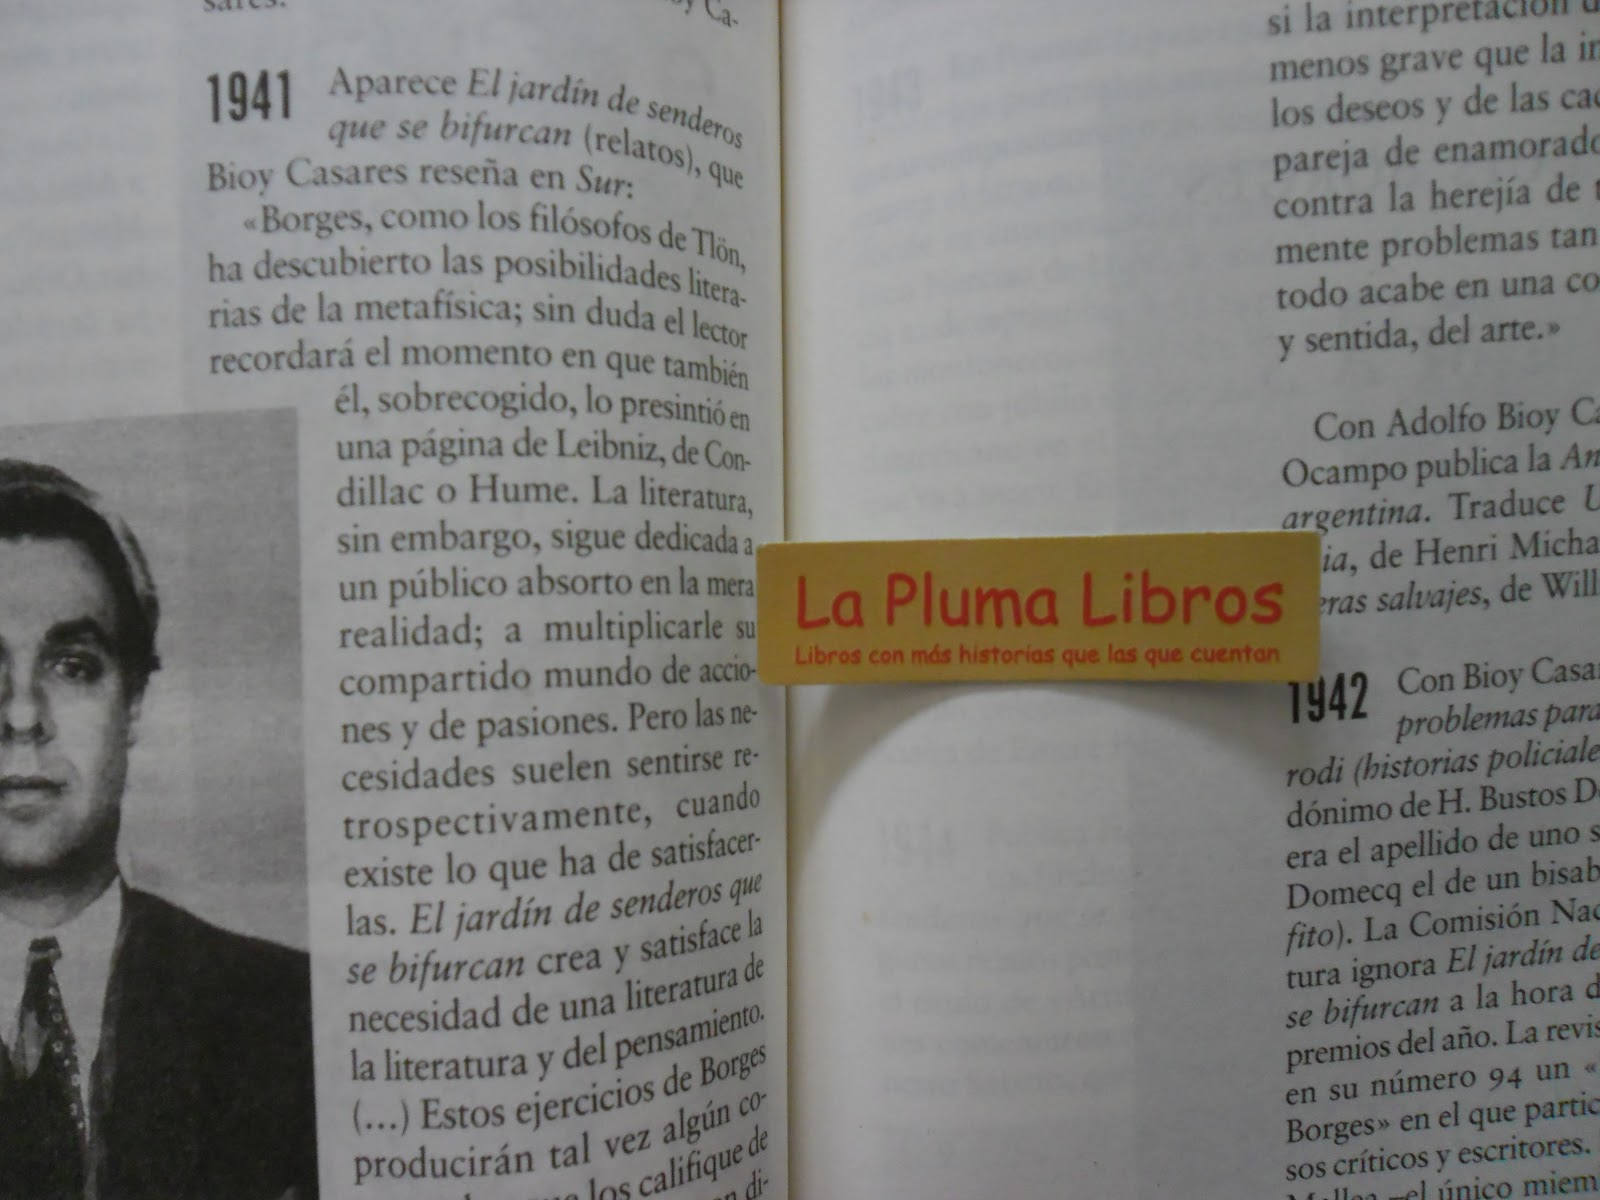 sares.
1941 Aparece El jardín de senderos
que se bifurcan (relatos), que
Bioy Casares reseña en Sur:
«Borges, como los filósofos de Tlön,
ha descubierto las posibilidades litera-
rias de la metafísica; sin duda el lector
recordará el momento en que también
él, sobrecogido, lo presintió en
una página de Leibniz, de Con-
dillac o Hume. La literatura,
sin embargo, sigue dedicada a
un público absorto en la mera
realidad; a multiplicarle su
compartido mundo de accio-
nes y de pasiones. Pero las ne-
cesidades suelen sentirse re-
trospectivamente, cuando
existe lo que ha de satisfacer-
las. El jardín de senderos que
se bifurcan crea y satisface la
necesidad de una literatura de
la literatura y del pensamiento.
(...) Estos ejercicios de Borges
producirán tal vez algún co-
los califique de
di-
La Pluma Libros
Libros con más historias que las que cuentan
si la interpretación
menos grave que la
los deseos y de las
pareja de
contra la herejía de
mente problemas
todo acabe en una
y sentida, del arte.»
Con Adolfo Bioy
Ocampo publica la
argentina. Traduce
de Henri
salvajes, de
1942 Con Bioy
problemas para
rodi (historias
dónimo de H. Bustos
era el apellido de uno
Domecq el de un
fito). La Comisión
tura ignora El jardín
se bifurcan a la hora
premios del año. La
en su número 94 un «
Borges» en el que
sos críticos y escritores.
el único